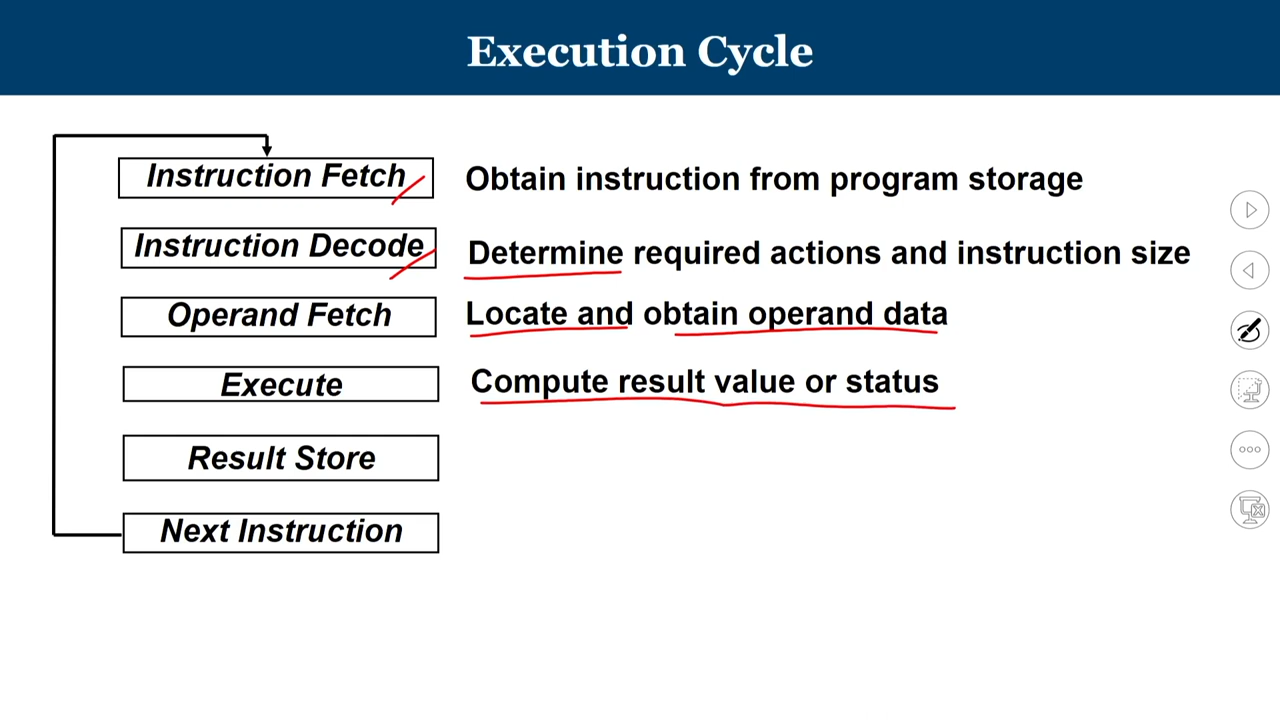 Execution Cycle
Instruction Fetch
Obtain instruction from program storage
Instruction Decode
Determine required actions and instruction size
Operand Fetch
Locate and obtain operand data
Execute
Compute result value or status
Result Store
Next Instruction